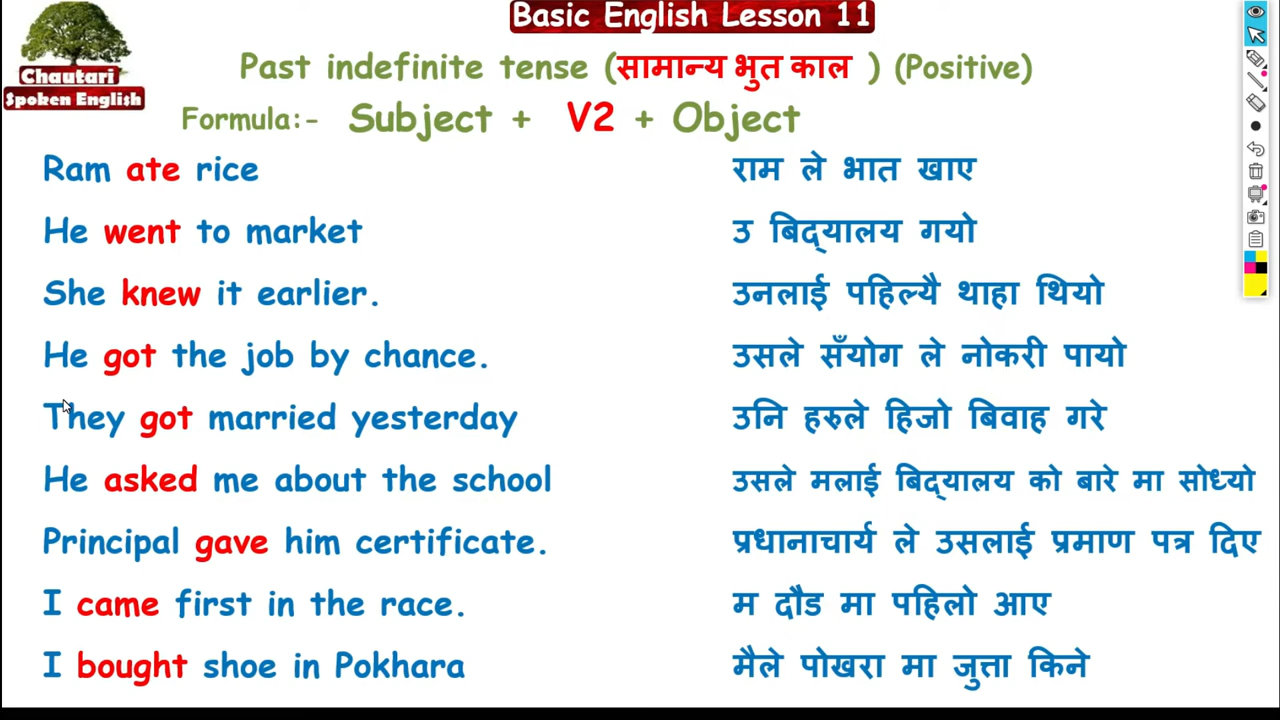 Basic English Lesson 11
Chautari
Spoken English
Past indefinite tense (सामान्य भुत काल ) (Positive)
Formula:- Subject + V2 + Object
Ram ate rice राम ले भात खाए
He went to market उ बिद्यालय गयो
She knew it earlier. उनलाई पहिल्यै थाहा थियो
He got the job by chance. उसले सँयोग ले नोकरी पायो
They got married yesterday उनि हरुले हिजो बिवाह गरे
He asked me about the school उसले मलाई बिद्यालय को बारे मा सोध्यो
Principal gave him certificate. प्रधानाचार्य ले उसलाई प्रमाण पत्र दिए
I came first in the race. म दौड मा पहिलो आए
I bought shoe in Pokhara मैले पोखरा मा जुत्ता किने